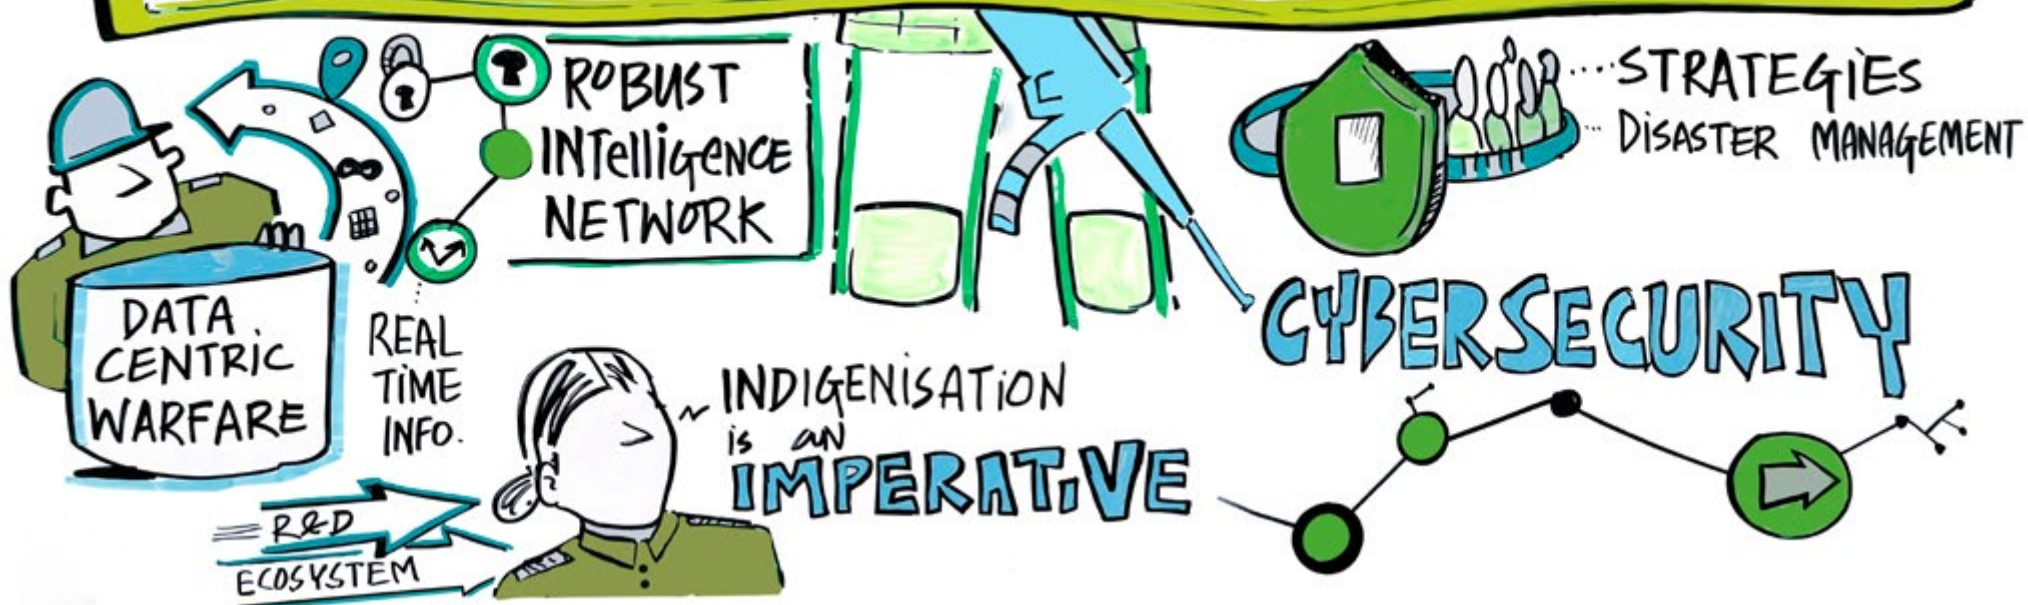 ROBUST
INTElliGENCE
NETWORK
STRATEGiES
DiSASTER MANAGEMENT
DATA
CENTRIC
WARFARE
REAL
TiME
INFO.
CYBERSECURITY
INDIGENiSATiON
is an
IMPERATiVE
R&D
ECOSYSTEM